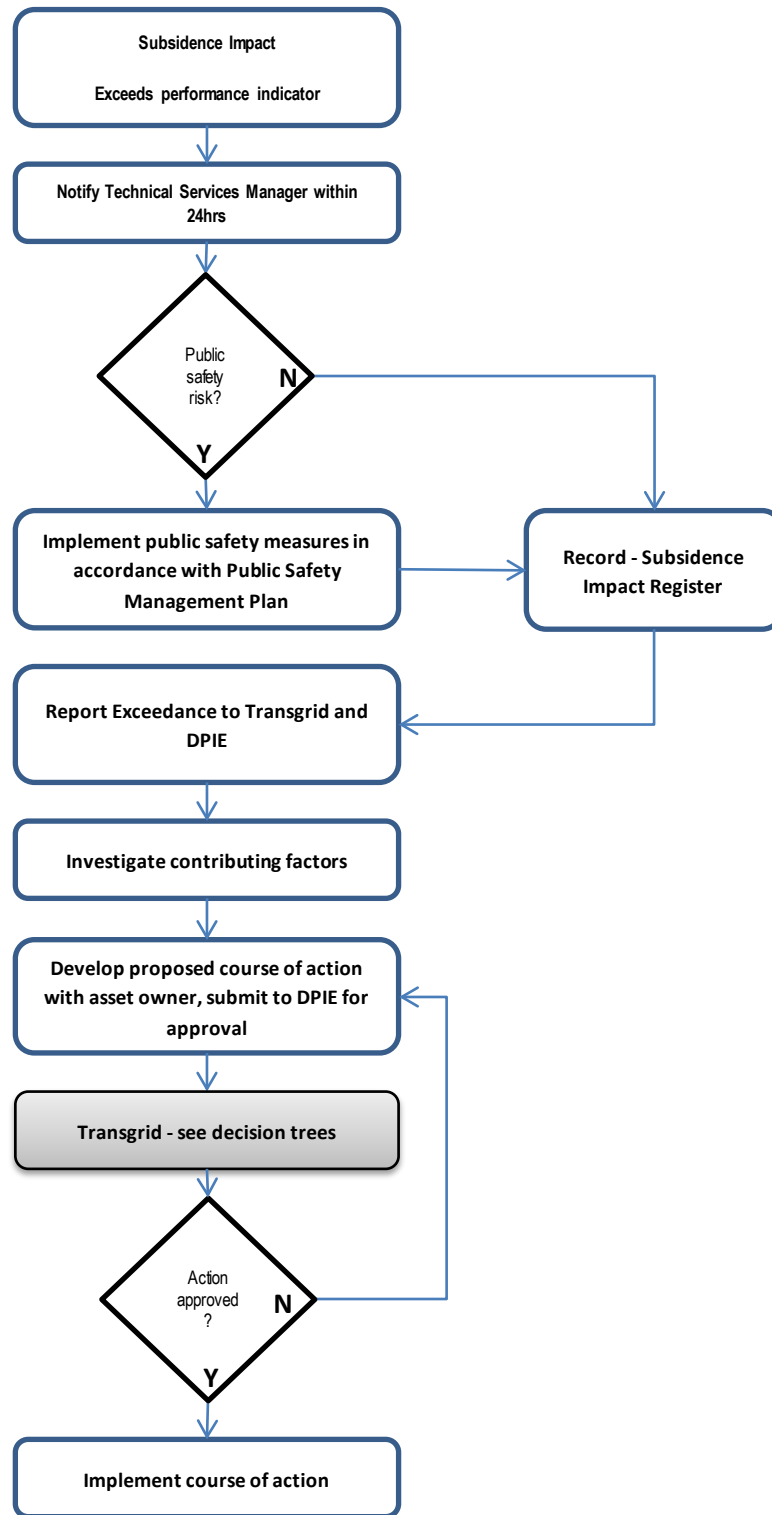 Subsidence Impact
Exceeds performance indicator
Notify Technical Services Manager within
24hrs
Public
safety
risk?
N
Y
Implement public safety measures in
accordance with Public Safety
Management Plan
Record - Subsidence
Impact Register
Report Exceedance to Transgrid and
DPIE
Investigate contributing factors
Develop proposed course of action
with asset owner, submit to DPIE for
approval
Transgrid - see decision trees
Action
approved
?
N
Y
Implement course of action